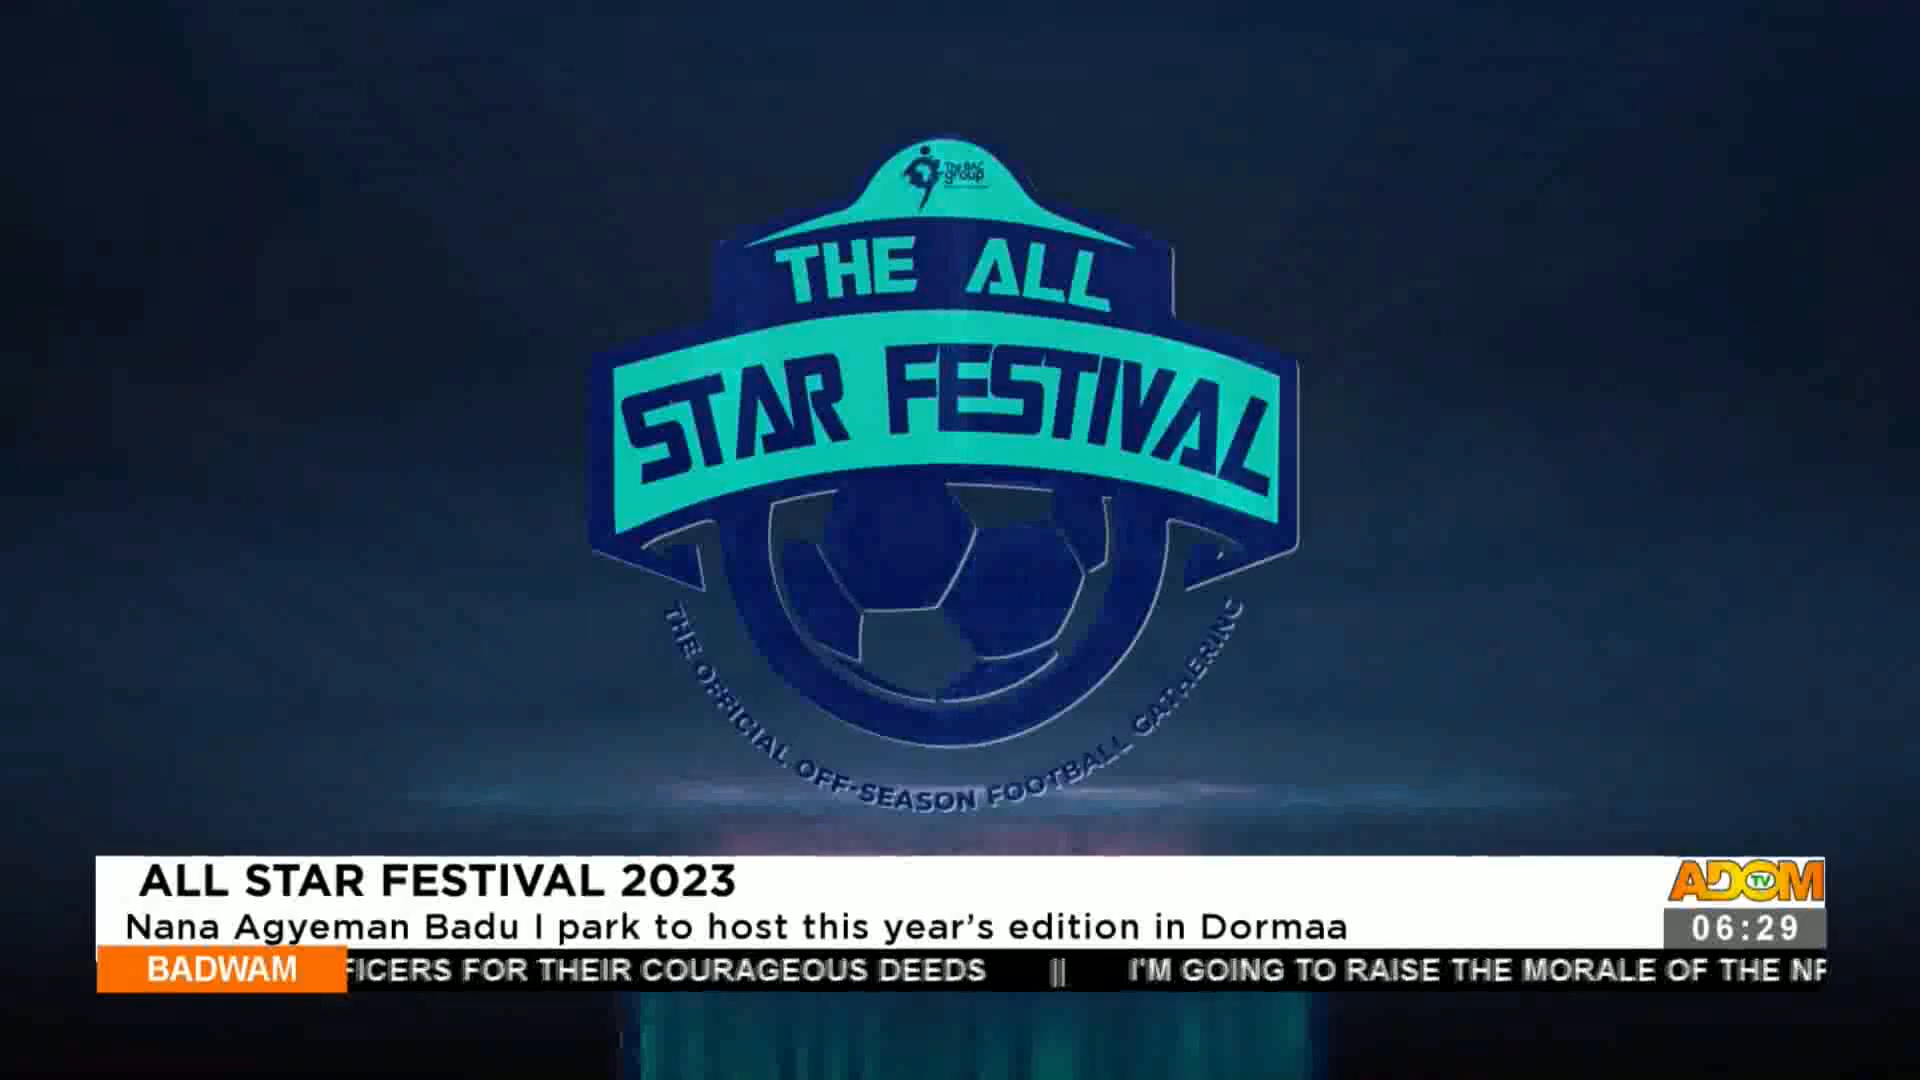 The BAC
group
THE ALL
STAR FESTIVAL
THE OFFICIAL OFF-SEASON FOOTBALL GATHERING
ALL STAR FESTIVAL 2023
Nana Agyeman Badu I park to host this year's edition in Dormaa
ADOM TV
06:29
BADWAM
FICERS FOR THEIR COURAGEOUS DEEDS || I'M GOING TO RAISE THE MORALE OF THE NP